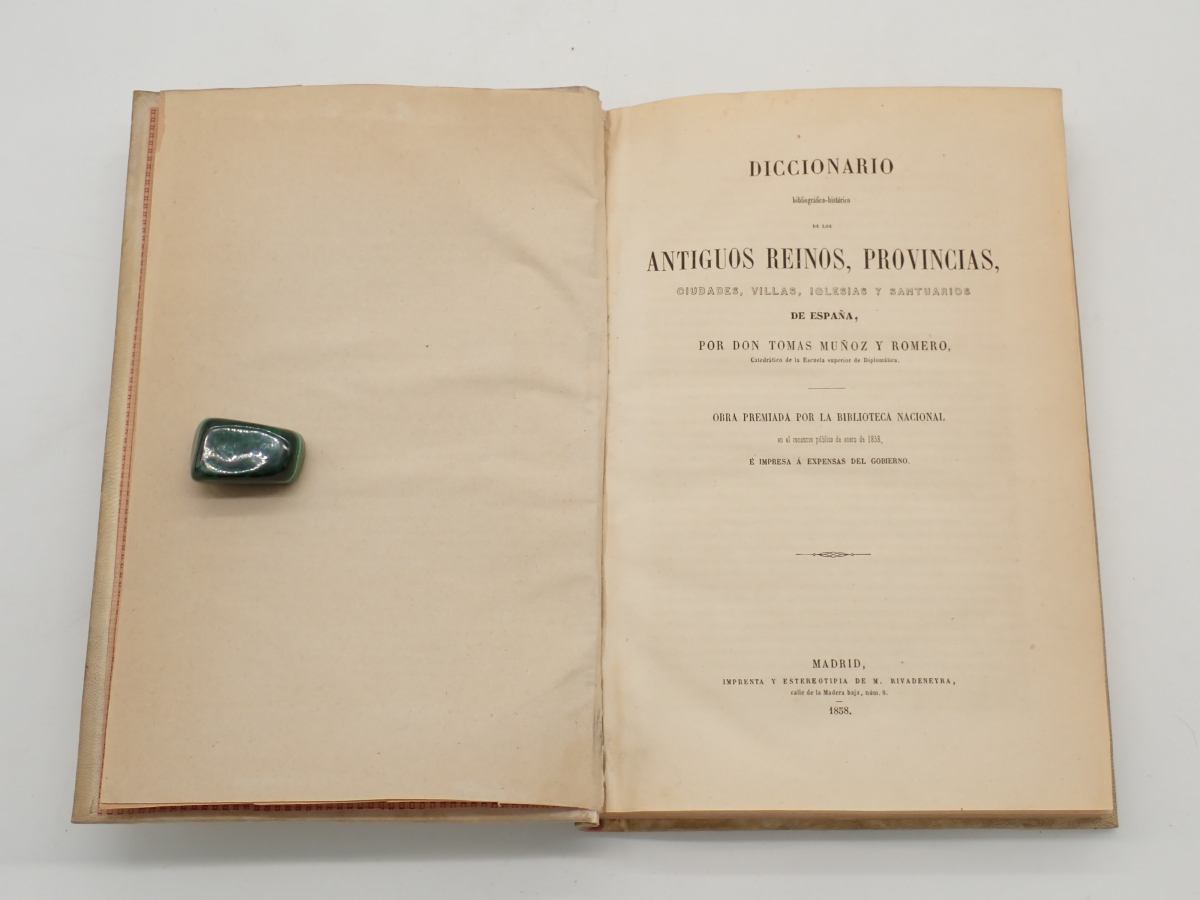 DICCIONARIO
bibliográfico-histórico
DE LOS
ANTIGUOS REINOS, PROVINCIAS,
CIUDADES, VILLAS, IGLESIAS Y SANTUARIOS
DE ESPAÑA,
POR DON TOMAS MUÑOZ Y ROMERO,
Catedrático de la Escuela superior de Diplomática.
OBRA PREMIADA POR LA BIBLIOTECA NACIONAL
en el concurso público de enero de 1858,
É IMPRESA Á EXPENSAS DEL GOBIERNO.
MADRID,
IMPRENTA Y ESTEREOTIPIA DE M. RIVADENEYRA,
calle de la Madera baja, núm. 8.
1858.